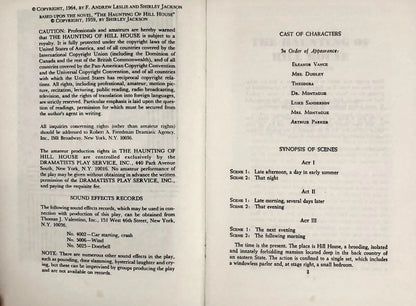 © COPYRIGHT, 1964, BY F. ANDREW LESLIE AND SHIRLEY JACKSON
BASED UPON THE NOVEL "THE HAUNTING OF HILL HOUSE"
© COPYRIGHT, 1959, BY SHIRLEY JACKSON
CAUTION: Professionals and amateurs are hereby warned
that THE HAUNTING OF HILL HOUSE is subject to a
royalty. It is fully protected under the copyright laws of the
United States of America, and of all countries covered by the
International Copyright Union (including the Dominion of
Canada and the rest of the British Commonwealth), and of all
countries covered by the Pan-American Copyright Convention
and the Universal Copyright Convention, and of all countries
with which the United States has reciprocal copyright rela-
tions. All rights, including professional, amateur, motion pic-
ture, recitation, lecturing, public reading, radio broadcasting,
television, and the rights of translation into foreign languages,
are strictly reserved. Particular emphasis is laid upon the ques-
tion of readings, permission for which must be secured from
the author's agent in writing.
All inquiries concerning rights (other than amateur rights)
should be addressed to Robert A. Freedman Dramatic Agency,
Inc., Brill Broadway, New York, N.Y. 10036.
The amateur production rights in THE HAUNTING OF
HILL HOUSE are controlled exclusively by the
DRAMATISTS PLAY SERVICE, INC., 440 Park Avenue
South, New York, N.Y. 10016. No amateur performance of
the play may be given without obtaining in advance the written
permission of the DRAMATISTS PLAY SERVICE, INC.,
and paying the requisite fee.
SOUND EFFECTS RECORDS
The following sound effects records, which may be used in con-
nection with production of this play, can be obtained from
Thomas J. Valentino, Inc., 151 West 46th Street, New York,
N.Y. 10036.
No. 4002—Car starting, crash
No. 5006—Wind
No. 5025—Doorbell
NOTE: There are numerous other sound effects in the play,
such as pounding, door slamming, hysterical laughter and cry-
ing, but these can be improvised by groups producing the play
and are not available on records.
CAST OF CHARACTERS
In Order of Appearance:
ELEANOR VANCE
MRS. DUDLEY
THEODORA
DR. MONTAGUE
LUKE SANDERSON
MRS. MONTAGUE
ARTHUR PARKER
SYNOPSIS OF SCENES
ACT I
SCENE 1: Late afternoon, a day in early summer
SCENE 2: That night
ACT II
SCENE 1: Late morning, several days later
SCENE 2: That evening
ACT III
SCENE 1: The next evening
SCENE 2: The following morning
The time is the present. The place is Hill House, a brooding, isolated
and innately forbidding mansion located deep in the back country of
an eastern State. The action is confined to a single set, which includes
a windowless parlor and, at stage right, a small bedroom.